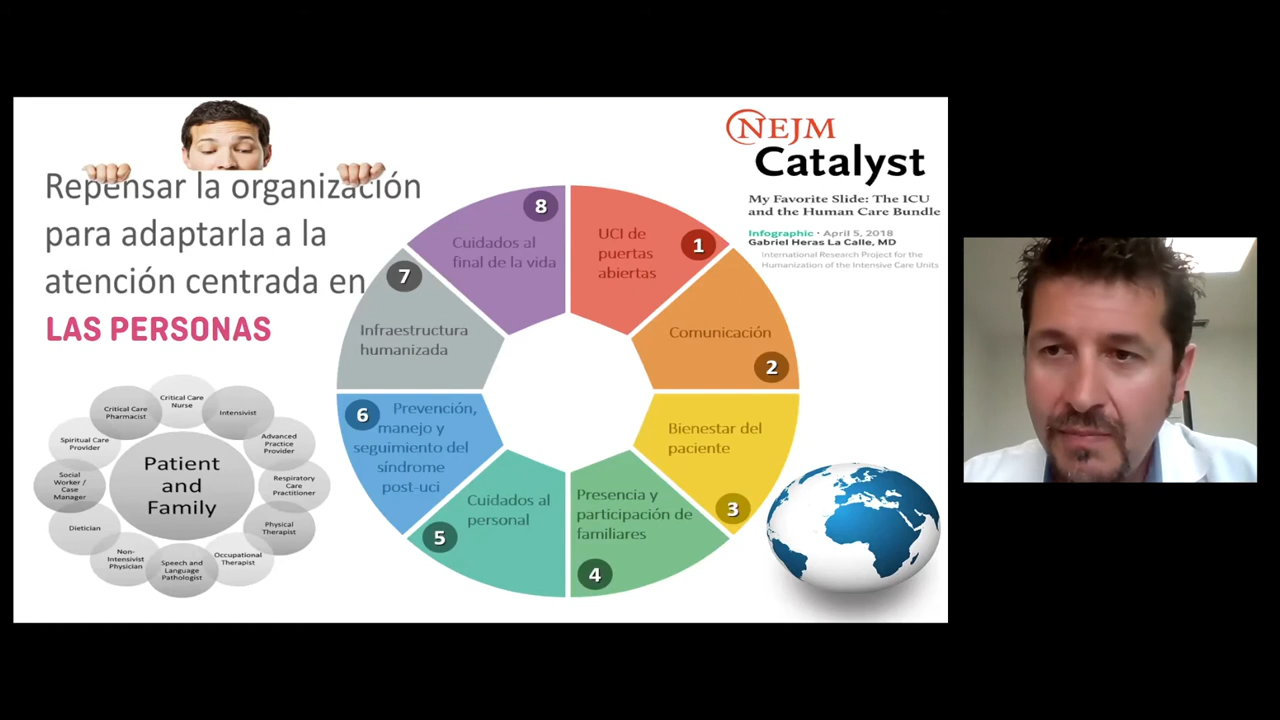 Repensar la organización
para adaptarla a la
atención centrada en
LAS PERSONAS
NEJM
Catalyst
My Favorite Slide: The ICU
and the Human Care Bundle
Infographic · April 5, 2018
Gabriel Heras La Calle, MD
International Research Project for the
Humanization of the Intensive Care Units
1
UCI de
puertas
abiertas
2
Comunicación
3
Bienestar del
paciente
4
Presencia y
participación de
familiares
5
Cuidados al
personal
6
Prevención,
manejo y
seguimiento del
síndrome
post-uci
7
Infraestructura
humanizada
8
Cuidados al
final de la vida
Patient
and
Family
Critical Care
Nurse
Intensivist
Advanced
Practice
Provider
Respiratory
Care
Practitioner
Physical
Therapist
Occupational
Therapist
Speech and
Language
Pathologist
Non-
Intensivist
Physician
Dietician
Social
Worker /
Case
Manager
Spiritual Care
Provider
Critical Care
Pharmacist